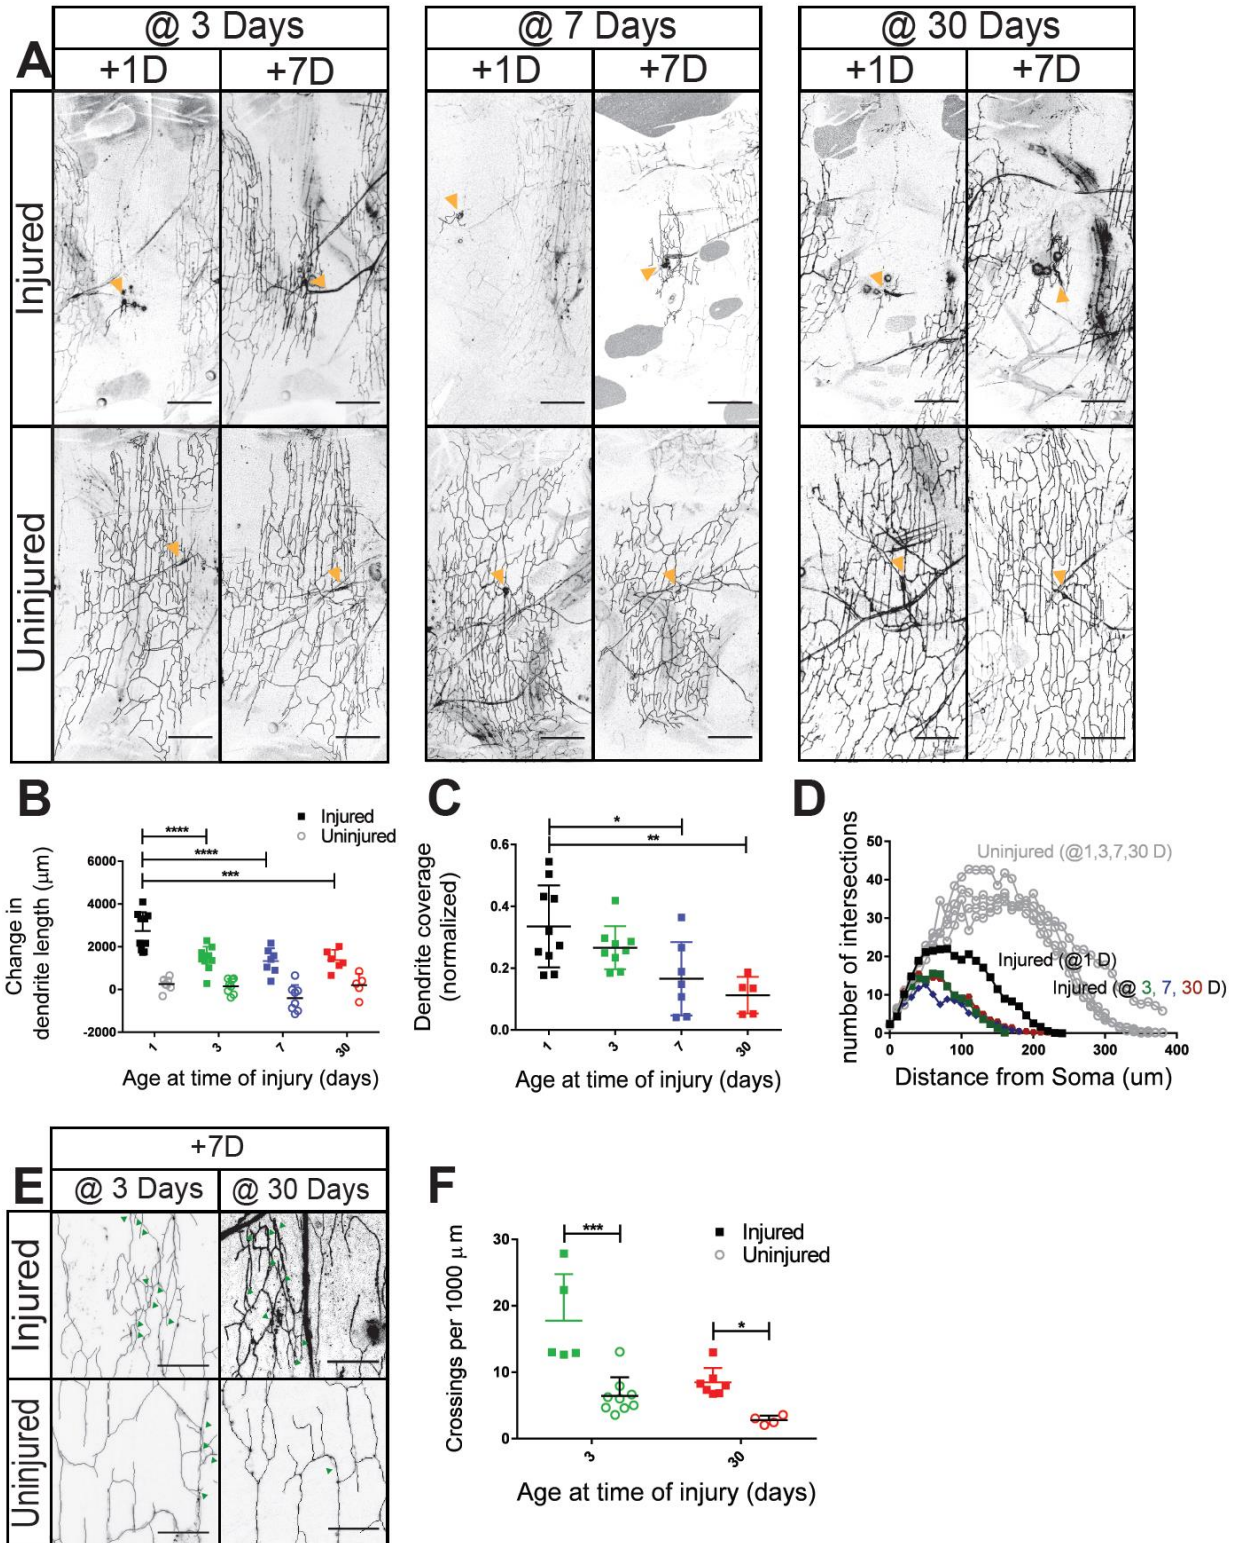 A
@ 3 Days
@ 7 Days
@ 30 Days
+1D
+7D
+1D
+7D
+1D
+7D
Injured
Uninjured
B
Injured
Uninjured
****
****
***
6000
4000
2000
0
-2000
Change in
dendrite length (μm)
1
3
7
30
Age at time of injury (days)
C
*
**
0.6
0.4
0.2
0.0
Dendrite coverage
(normalized)
1
3
7
30
Age at time of injury (days)
D
50
40
30
20
10
0
number of intersections
Uninjured (@1,3,7,30 D)
Injured (@1 D)
Injured (@ 3, 7, 30 D)
0
100
200
300
400
Distance from Soma (um)
E
+7D
@ 3 Days
@ 30 Days
Injured
Uninjured
F
Injured
Uninjured
***
*
30
20
10
0
Crossings per 1000 μ m
3
30
Age at time of injury (days)